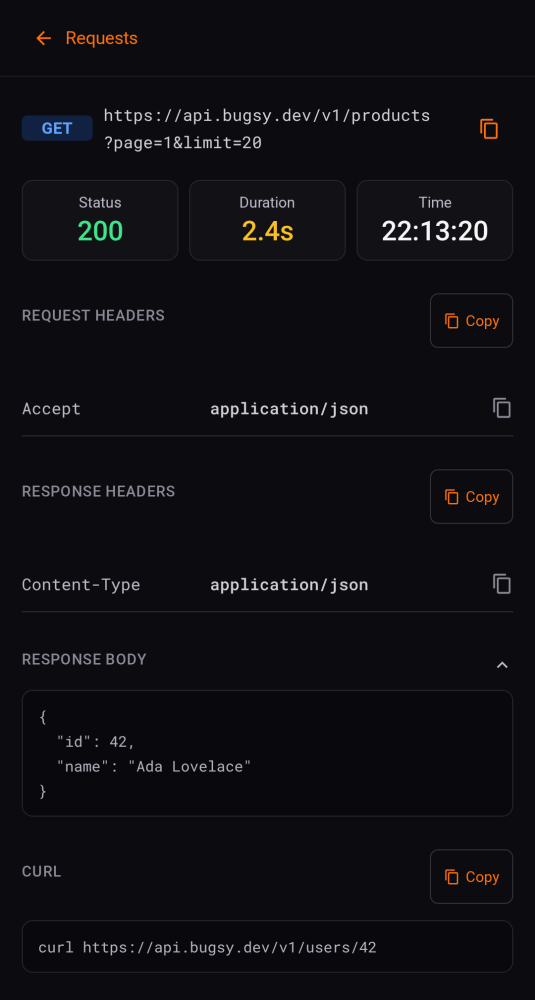 Requests
GET
https://api.bugsy.dev/v1/products
?page=1&limit=20
Status
200
Duration
2.4s
Time
22:13:20
REQUEST HEADERS
Copy
Accept application/json
RESPONSE HEADERS
Copy
Content-Type application/json
RESPONSE BODY
{
  "id": 42,
  "name": "Ada Lovelace"
}
CURL
Copy
curl https://api.bugsy.dev/v1/users/42